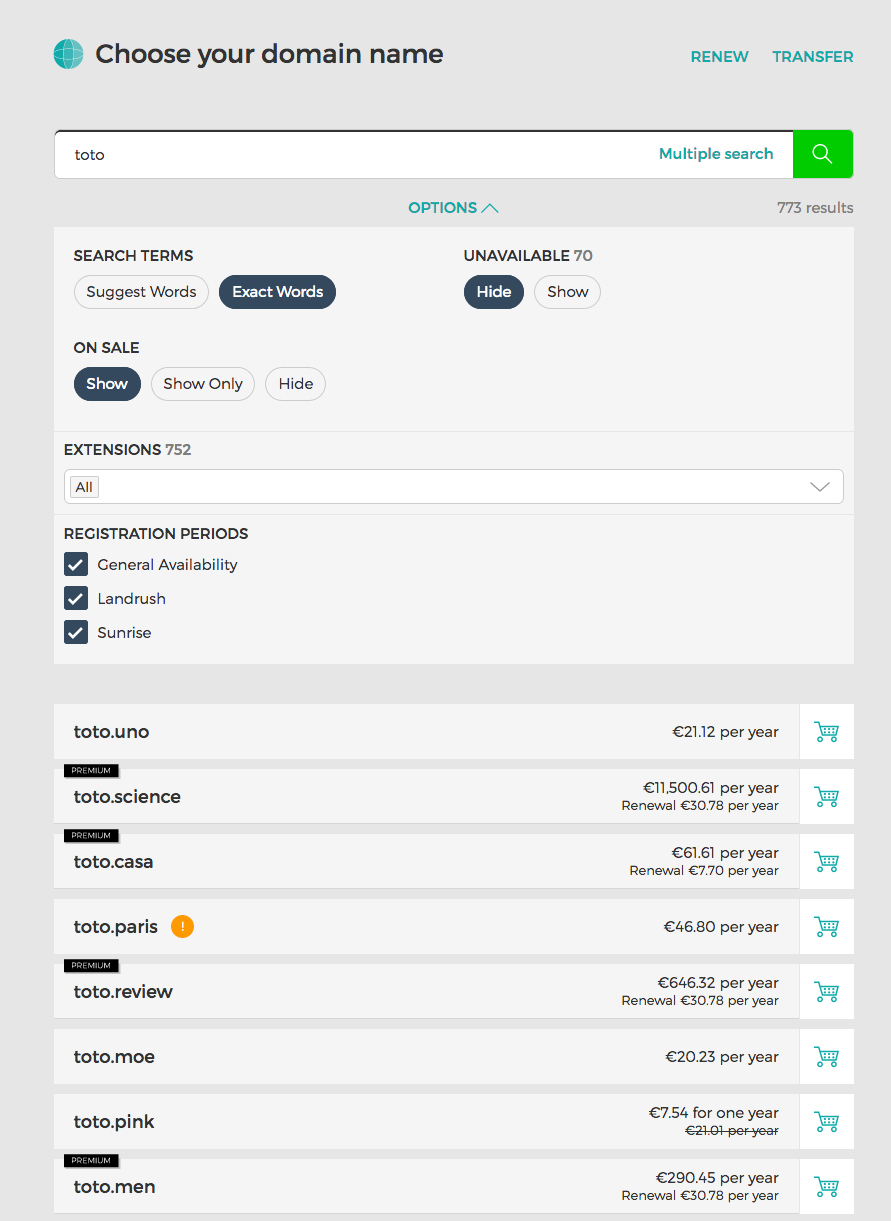 Choose your domain name
RENEW TRANSFER
toto Multiple search
OPTIONS 773 results
SEARCH TERMS UNAVAILABLE 70
Suggest Words Exact Words Hide Show
ON SALE
Show Show Only Hide
EXTENSIONS 752
All
REGISTRATION PERIODS
General Availability
Landrush
Sunrise
toto.uno €21.12 per year
PREMIUM
toto.science €11,500.61 per year
Renewal €30.78 per year
PREMIUM
toto.casa €61.61 per year
Renewal €7.70 per year
toto.paris ! €46.80 per year
PREMIUM
toto.review €646.32 per year
Renewal €30.78 per year
toto.moe €20.23 per year
toto.pink €7.54 for one year
€21.01 per year
PREMIUM
toto.men €290.45 per year
Renewal €30.78 per year